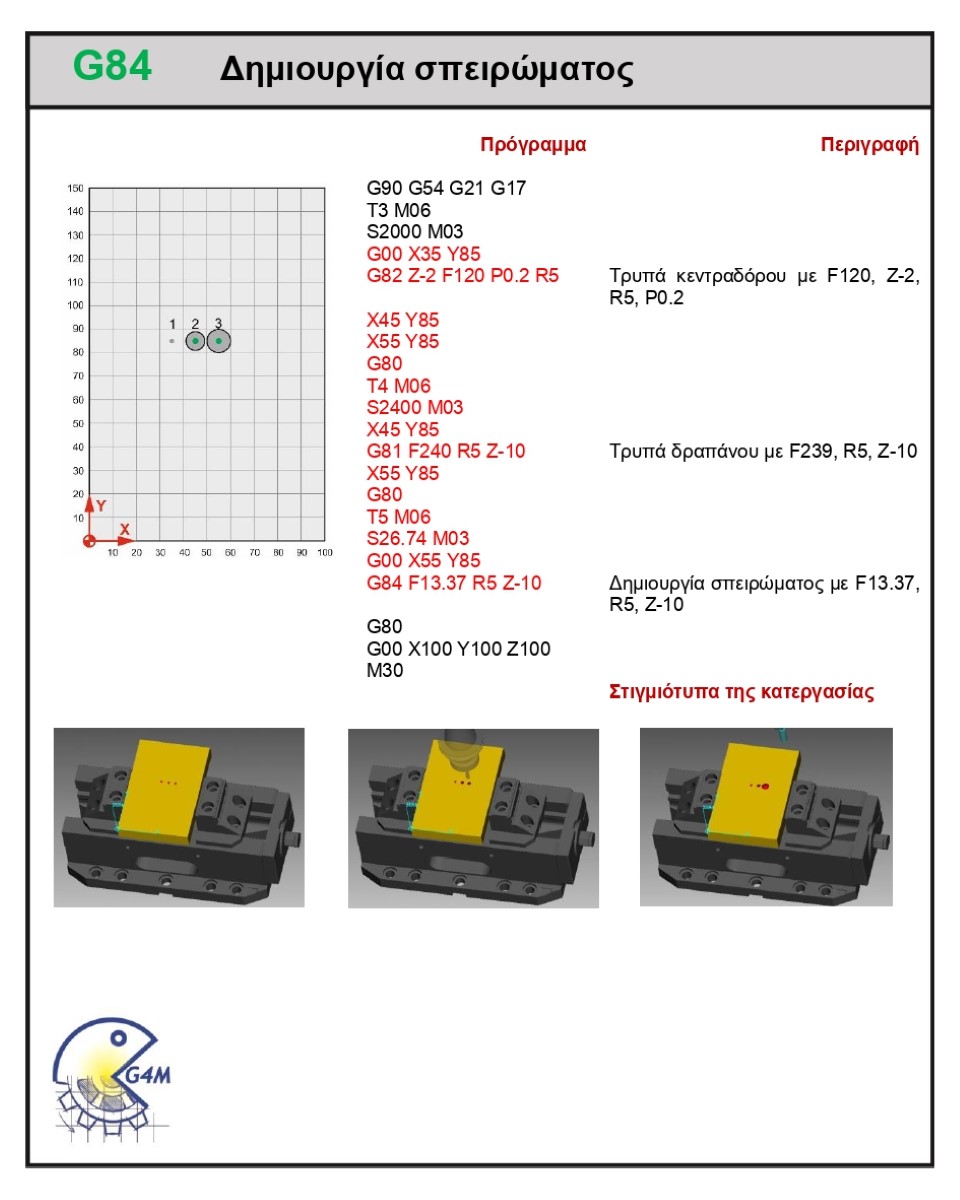 G84 Δημιουργία σπειρώματος
Πρόγραμμα Περιγραφή
G90 G54 G21 G17
T3 M06
S2000 M03
G00 X35 Y85
G82 Z-2 F120 P0.2 R5 Τρυπά κεντραδόρου με F120, Z-2,
R5, P0.2
X45 Y85
X55 Y85
G80
T4 M06
S2400 M03
X45 Y85
G81 F240 R5 Z-10 Τρυπά δραπάνου με F239, R5, Z-10
X55 Y85
G80
T5 M06
S26.74 M03
G00 X55 Y85
G84 F13.37 R5 Z-10 Δημιουργία σπειρώματος με F13.37,
R5, Z-10
G80
G00 X100 Y100 Z100
M30
150
140
130
120
110
100
90
1 2 3
80
70
60
50
40
30
20
Y
10
X
10 20 30 40 50 60 70 80 90 100
Στιγμιότυπα της κατεργασίας
G4M